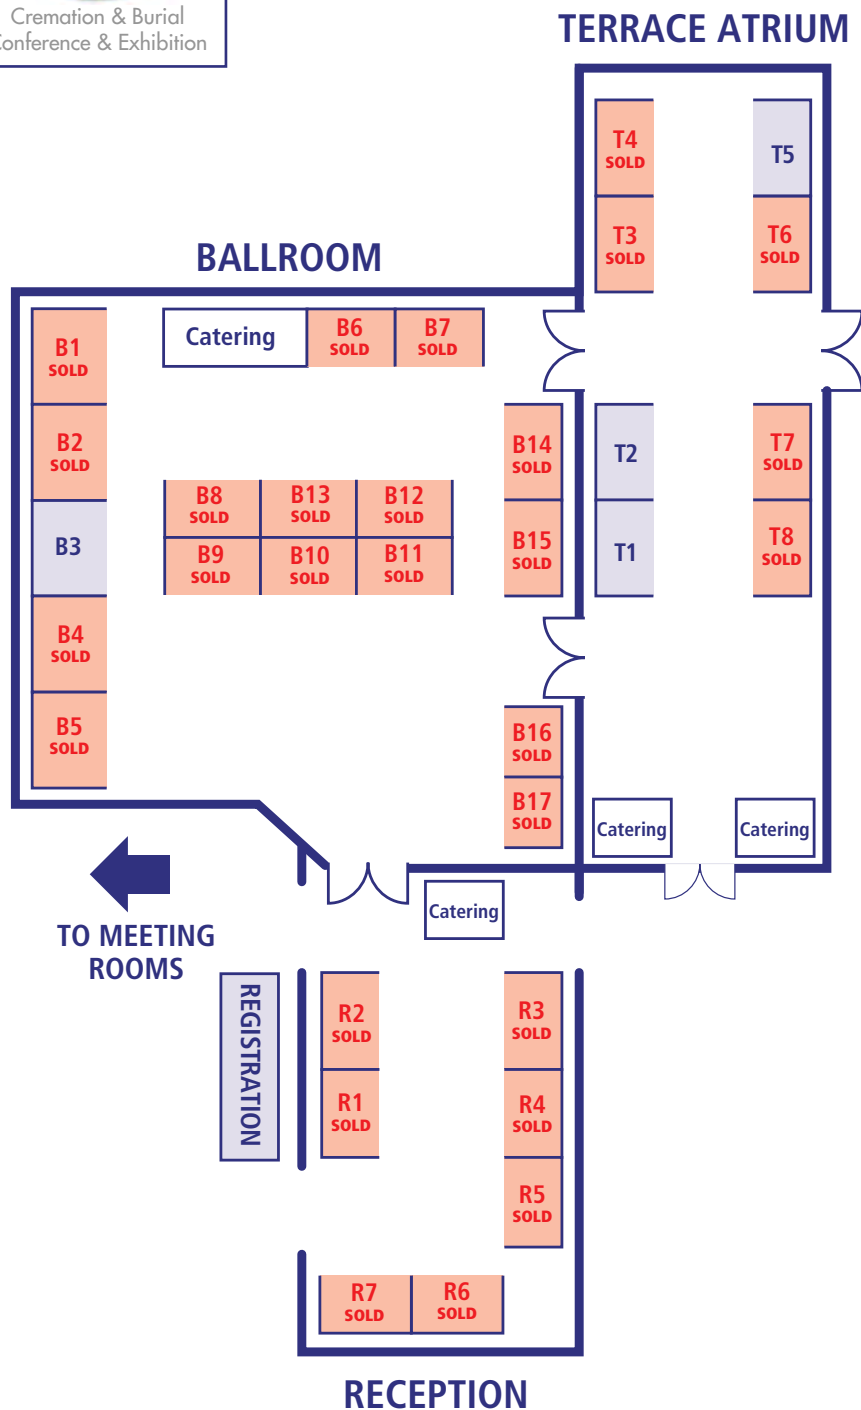 Cremation & Burial
Conference & Exhibition
TERRACE ATRIUM
T4
SOLD
T5
T3
SOLD
T6
SOLD
BALLROOM
B1
SOLD
Catering
B6
SOLD
B7
SOLD
B2
SOLD
B14
SOLD
T2
T7
SOLD
B8
SOLD
B13
SOLD
B12
SOLD
B3
B9
SOLD
B10
SOLD
B11
SOLD
B15
SOLD
T1
T8
SOLD
B4
SOLD
B5
SOLD
B16
SOLD
B17
SOLD
Catering
Catering
TO MEETING
ROOMS
Catering
REGISTRATION
R2
SOLD
R3
SOLD
R1
SOLD
R4
SOLD
R5
SOLD
R7
SOLD
R6
SOLD
RECEPTION